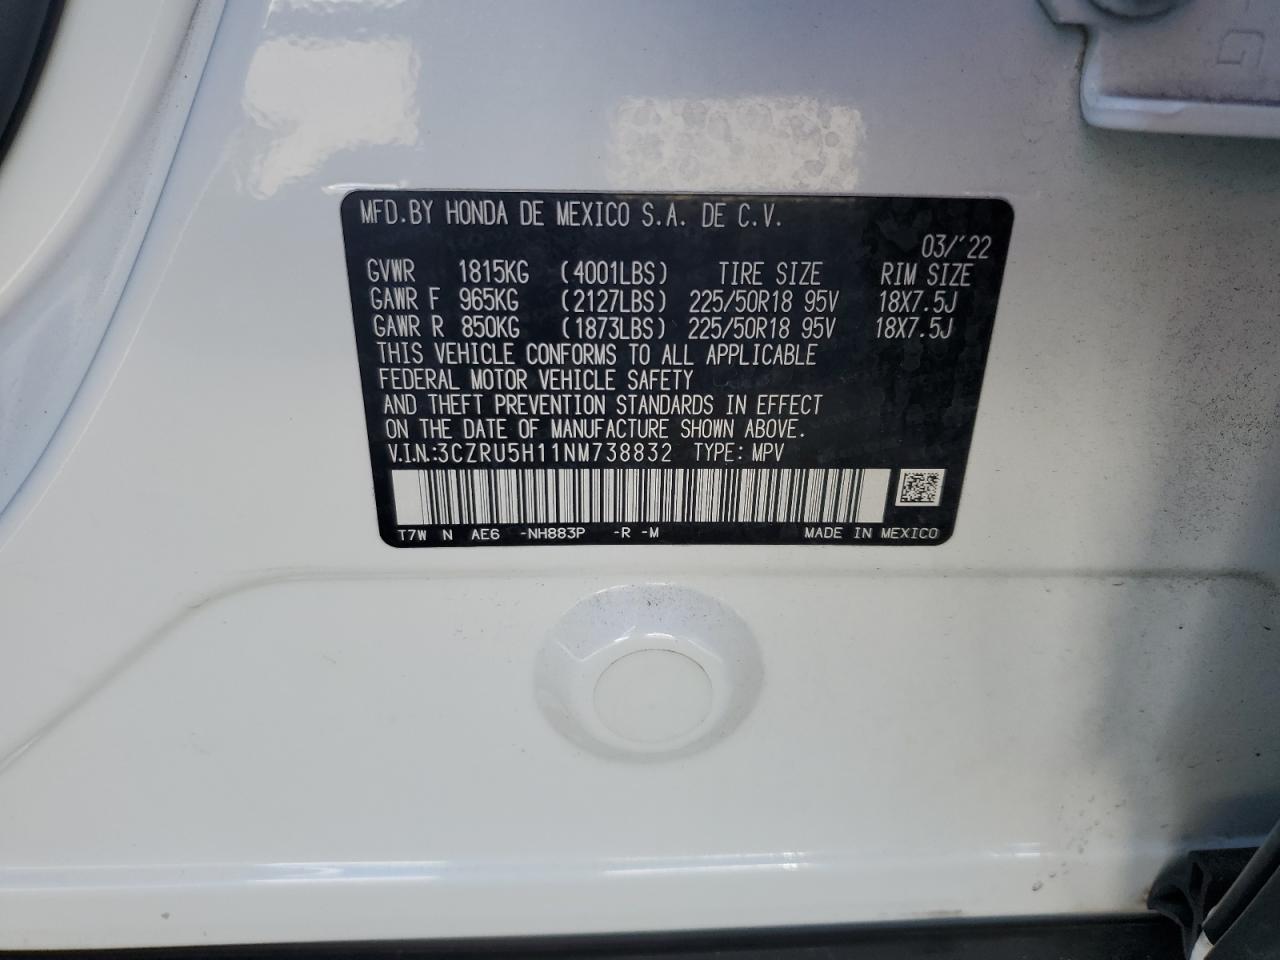 MFD.BY HONDA DE MEXICO S.A. DE C.V.
03/'22
GVWR 1815KG (4001LBS) TIRE SIZE RIM SIZE
GAWR F 965KG (2127LBS) 225/50R18 95V 18X7.5J
GAWR R 850KG (1873LBS) 225/50R18 95V 18X7.5J
THIS VEHICLE CONFORMS TO ALL APPLICABLE
FEDERAL MOTOR VEHICLE SAFETY
AND THEFT PREVENTION STANDARDS IN EFFECT
ON THE DATE OF MANUFACTURE SHOWN ABOVE.
V.I.N.:3CZRU5H11NM738832 TYPE: MPV
T7W N AE6 -NH883P -R -M MADE IN MEXICO